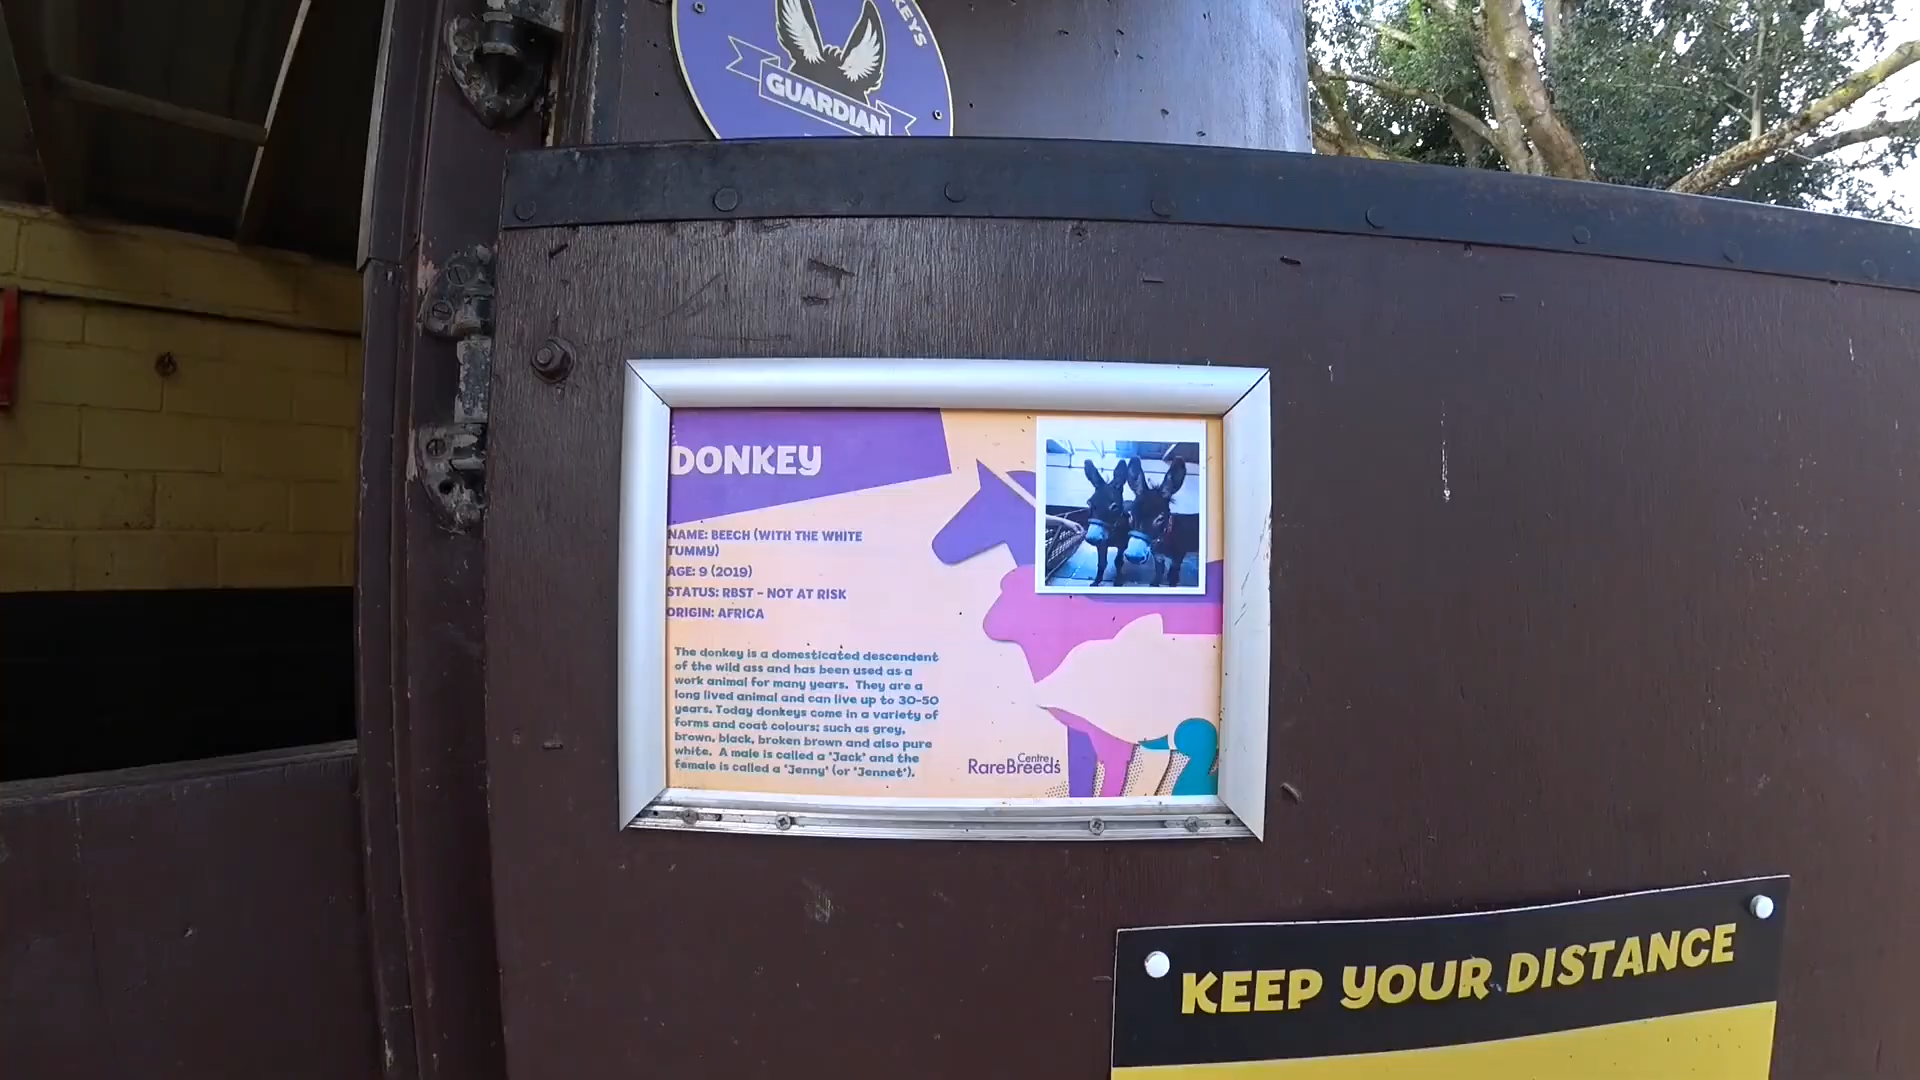 GUARDIAN
DONKEY
NAME: BEECH (WITH THE WHITE
TUMMY)
AGE: 9 (2019)
STATUS: RBST - NOT AT RISK
ORIGIN: AFRICA
The donkey is a domesticated descendent
of the wild ass and has been used as a
work animal for many years. They are a
long lived animal and can live up to 30-50
years. Today donkeys come in a variety of
forms and coat colours; such as grey,
brown, black, broken brown and also pure
white. A male is called a 'Jack' and the
female is called a 'Jenny' (or 'Jennet').
Centre
RareBreeds
KEEP YOUR DISTANCE